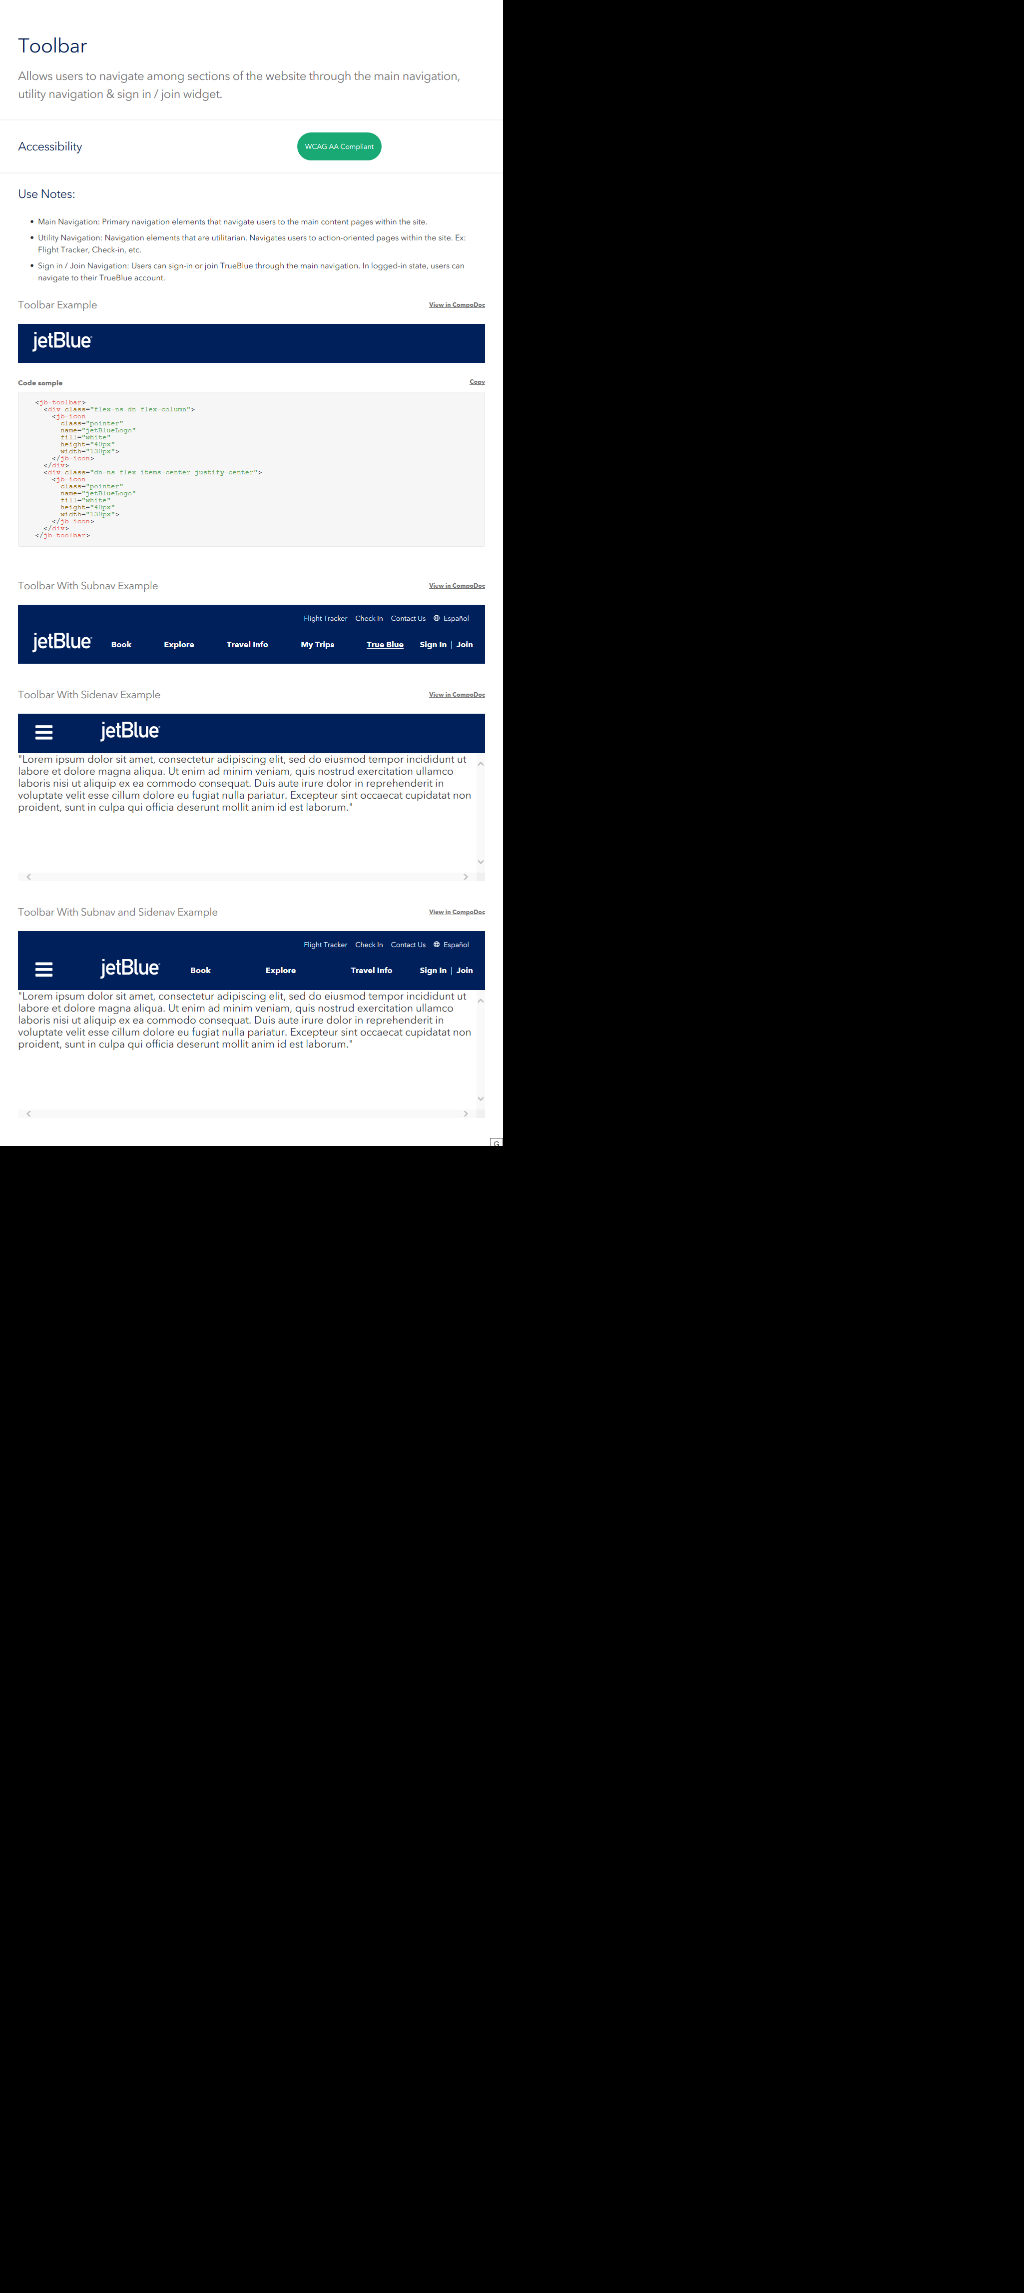 Toolbar
Allows users to navigate among sections of the website through the main navigation,
utility navigation & sign in / join widget.
Accessibility
WCAG AA Compliant
Use Notes:
• Main Navigation: Primary navigation elements that navigate users to the main content pages within the site.
• Utility Navigation: Navigation elements that are utilitarian. Navigates users to action-oriented pages within the site. Ex:
Flight Tracker, Check-in, etc.
• Sign in / Join Navigation: Users can sign-in or join TrueBlue through the main navigation. In logged-in state, users can
navigate to their TrueBlue account.
Toolbar Example
View in CompoDoc
jetBlue
Code sample
Copy
<jb-toolbar>
<div class="flex-ns dn flex-column">
<jb-icon
class="pointer"
name="jetBlueLogo"
fill="white"
height="40px"
width="130px">
</jb-icon>
</div>
<div class="dn-ns flex items-center justify-center">
<jb-icon
class="pointer"
name="jetBlueLogo"
fill="white"
height="40px"
width="130px">
</jb-icon>
</div>
</jb-toolbar>
Toolbar With Subnav Example
View in CompoDoc
Flight Tracker Check In Contact Us Español
jetBlue Book Explore Travel Info My Trips True Blue Sign In | Join
Toolbar With Sidenav Example
View in CompoDoc
jetBlue
"Lorem ipsum dolor sit amet, consectetur adipiscing elit, sed do eiusmod tempor incididunt ut
labore et dolore magna aliqua. Ut enim ad minim veniam, quis nostrud exercitation ullamco
laboris nisi ut aliquip ex ea commodo consequat. Duis aute irure dolor in reprehenderit in
voluptate velit esse cillum dolore eu fugiat nulla pariatur. Excepteur sint occaecat cupidatat non
proident, sunt in culpa qui officia deserunt mollit anim id est laborum."
Toolbar With Subnav and Sidenav Example
View in CompoDoc
Flight Tracker Check In Contact Us Español
jetBlue Book Explore Travel Info Sign In | Join
"Lorem ipsum dolor sit amet, consectetur adipiscing elit, sed do eiusmod tempor incididunt ut
labore et dolore magna aliqua. Ut enim ad minim veniam, quis nostrud exercitation ullamco
laboris nisi ut aliquip ex ea commodo consequat. Duis aute irure dolor in reprehenderit in
voluptate velit esse cillum dolore eu fugiat nulla pariatur. Excepteur sint occaecat cupidatat non
proident, sunt in culpa qui officia deserunt mollit anim id est laborum."
G